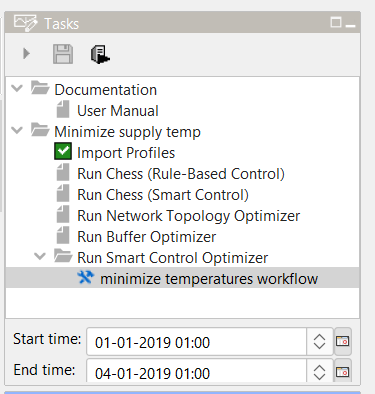 Tasks
Documentation
User Manual
Minimize supply temp
Import Profiles
Run Chess (Rule-Based Control)
Run Chess (Smart Control)
Run Network Topology Optimizer
Run Buffer Optimizer
Run Smart Control Optimizer
minimize temperatures workflow
Start time: 01-01-2019 01:00
End time: 04-01-2019 01:00